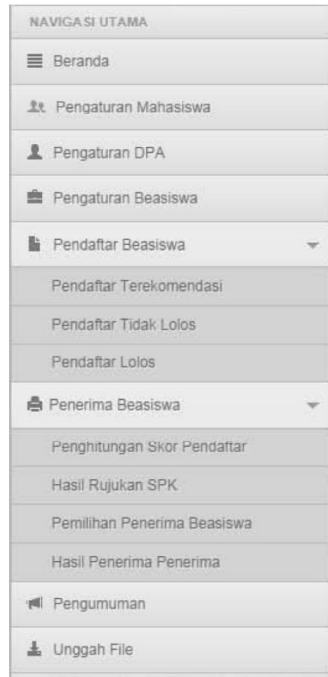 NAVIGASI UTAMA
Beranda
Pengaturan Mahasiswa
Pengaturan DPA
Pengaturan Beasiswa
Pendaftar Beasiswa
Pendaftar Terekomendasi
Pendaftar Tidak Lolos
Pendaftar Lolos
Penerima Beasiswa
Penghitungan Skor Pendaftar
Hasil Rujukan SPK
Pemilihan Penerima Beasiswa
Hasil Penerima Penerima
Pengumuman
Unggah File